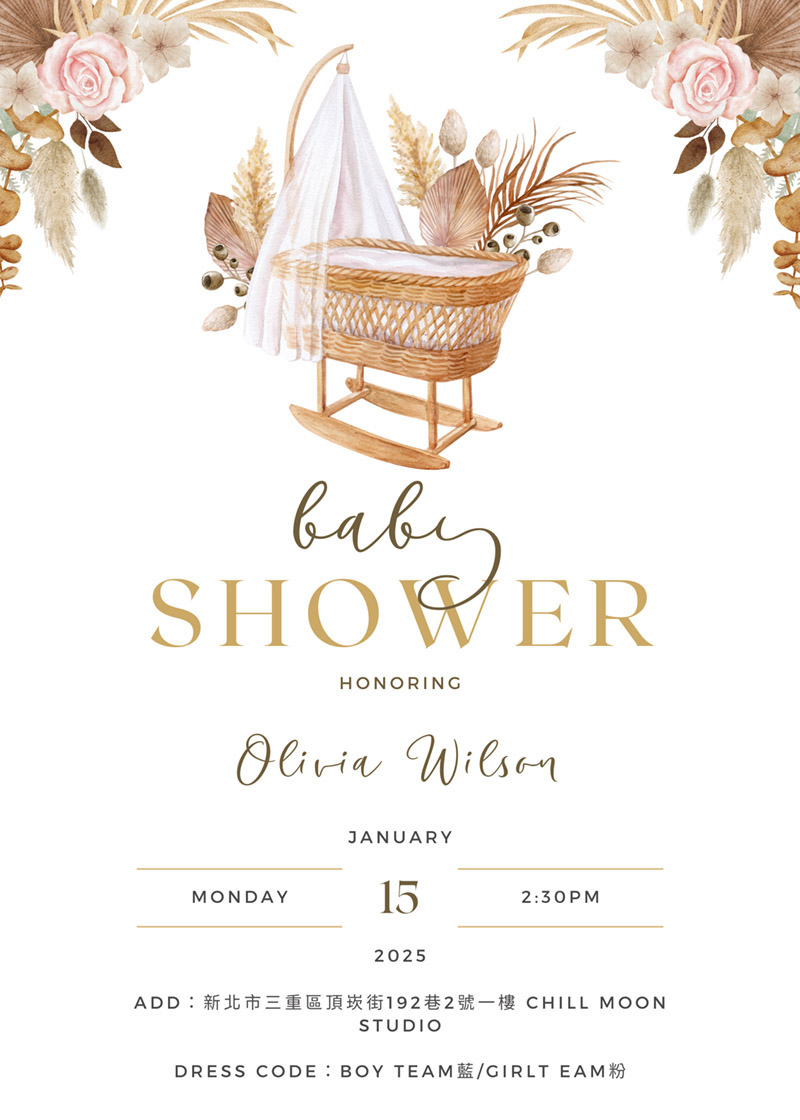 baby
SHOWER
HONORING
Olivia Wilson
JANUARY
MONDAY 15 2:30PM
2025
ADD：新北市三重區頂崁街192巷2號一樓 CHILL MOON
STUDIO
DRESS CODE：BOY TEAM藍/GIRLT EAM粉